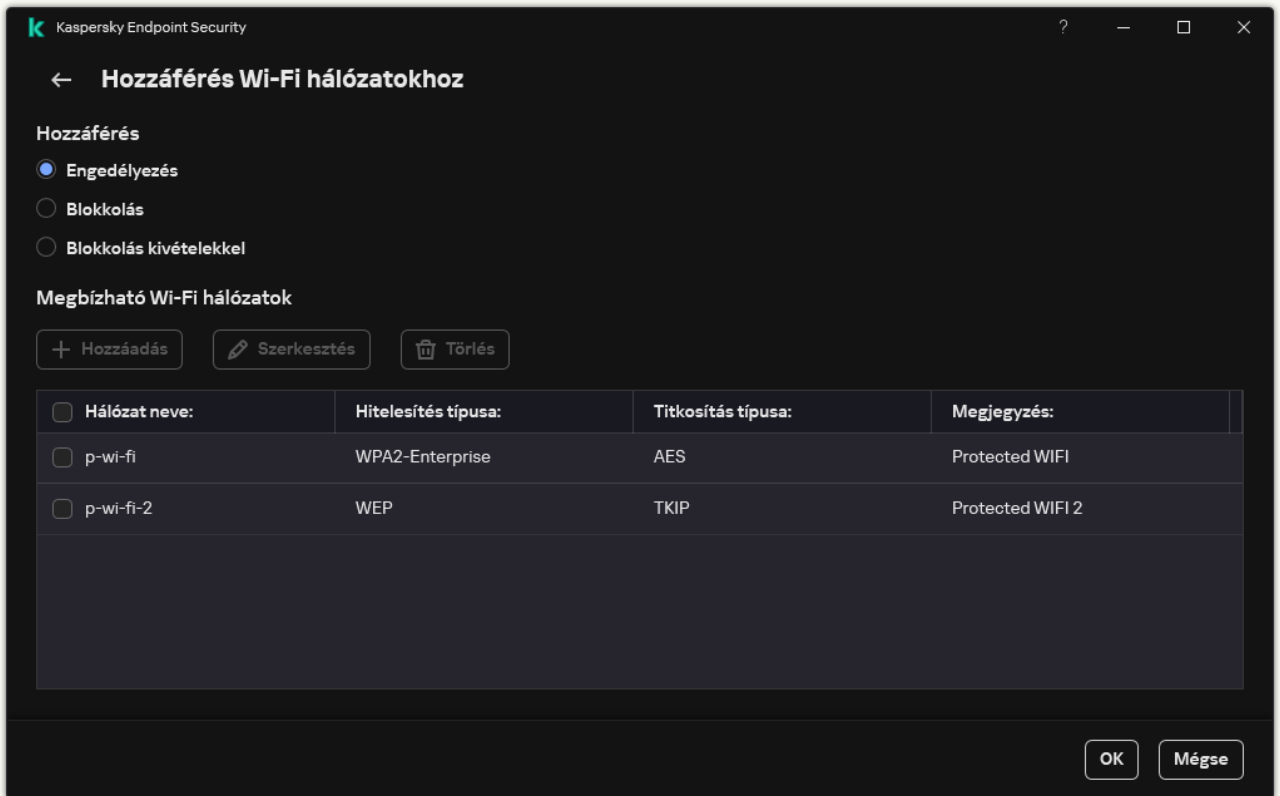 Kaspersky Endpoint Security
?
Hozzáférés Wi-Fi hálózatokhoz
Hozzáférés
Engedélyezés
Blokkolás
Blokkolás kivételekkel
Megbízható Wi-Fi hálózatok
Hozzáadás Szerkesztés Törlés
Hálózat neve: Hitelesítés típusa: Titkosítás típusa: Megjegyzés:
p-wi-fi WPA2-Enterprise AES Protected WIFI
p-wi-fi-2 WEP TKIP Protected WIFI 2
OK Mégse